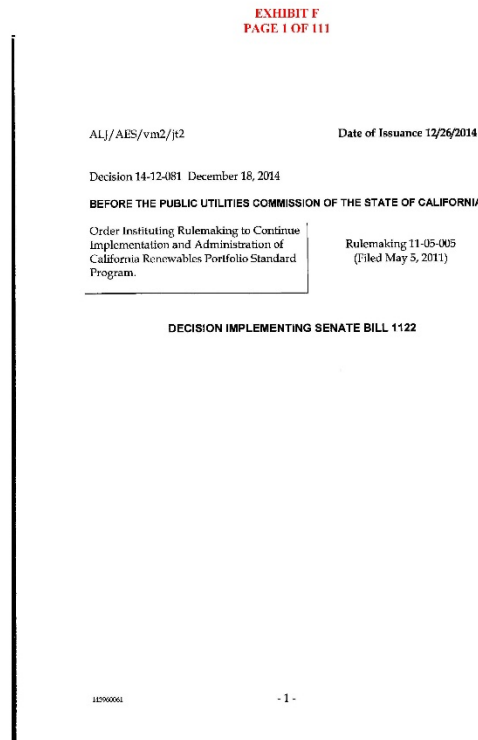 EXHIBIT F
PAGE 1 OF 111
ALJ/AES/vm2/jt2 Date of Issuance 12/26/2014
Decision 14-12-081 December 18, 2014
BEFORE THE PUBLIC UTILITIES COMMISSION OF THE STATE OF CALIFORNIA
Order Instituting Rulemaking to Continue
Implementation and Administration of
California Renewables Portfolio Standard
Program.
Rulemaking 11-05-005
(Filed May 5, 2011)
DECISION IMPLEMENTING SENATE BILL 1122
143960061
- 1 -